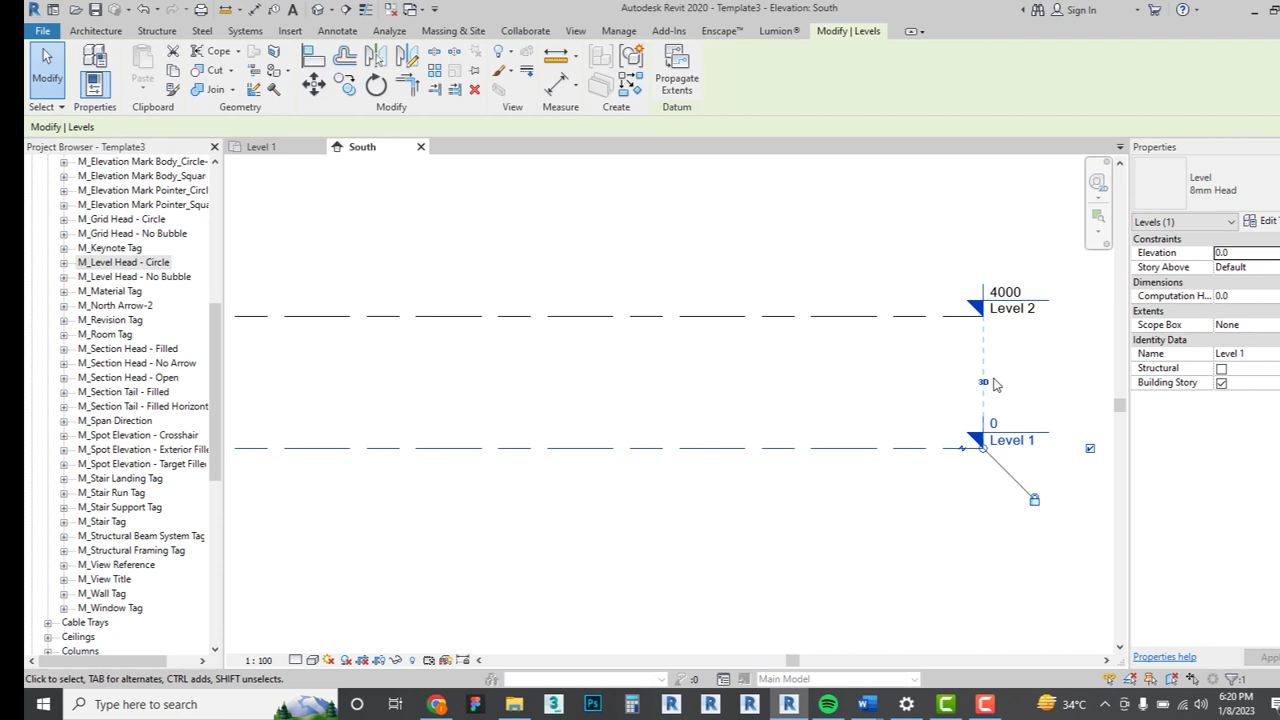 Autodesk Revit 2020 - Template3 - Elevation: South
Sign In
File Architecture Structure Steel Systems Insert Annotate Analyze Massing & Site Collaborate View Manage Add-Ins Enscape™ Lumion® Modify | Levels
Modify
Select
Properties
Paste
Clipboard
Cope
Cut
Join
Geometry
Modify
View
Measure
Create
Propagate
Extents
Datum
Modify | Levels
Project Browser - Template3
M_Elevation Mark Body_Circle-
M_Elevation Mark Body_Square
M_Elevation Mark Pointer_Circl
M_Elevation Mark Pointer_Squa
M_Grid Head - Circle
M_Grid Head - No Bubble
M_Keynote Tag
M_Level Head - Circle
M_Level Head - No Bubble
M_Material Tag
M_North Arrow-2
M_Revision Tag
M_Room Tag
M_Section Head - Filled
M_Section Head - No Arrow
M_Section Head - Open
M_Section Tail - Filled
M_Section Tail - Filled Horizont
M_Span Direction
M_Spot Elevation - Crosshair
M_Spot Elevation - Exterior Fille
M_Spot Elevation - Target Filled
M_Stair Landing Tag
M_Stair Run Tag
M_Stair Support Tag
M_Stair Tag
M_Structural Beam System Tag
M_Structural Framing Tag
M_View Reference
M_View Title
M_Wall Tag
M_Window Tag
Cable Trays
Ceilings
Columns
Level 1
South
4000
Level 2
3D
0
Level 1
1 : 100
Properties
Level
8mm Head
Levels (1)
Edit
Constraints
Elevation 0.0
Story Above Default
Dimensions
Computation H... 0.0
Extents
Scope Box None
Identity Data
Name Level 1
Structural
Building Story
Properties help
Click to select, TAB for alternates, CTRL adds, SHIFT unselects.
:0
Main Model
:1
Type here to search
34°C
6:20 PM
1/8/2023